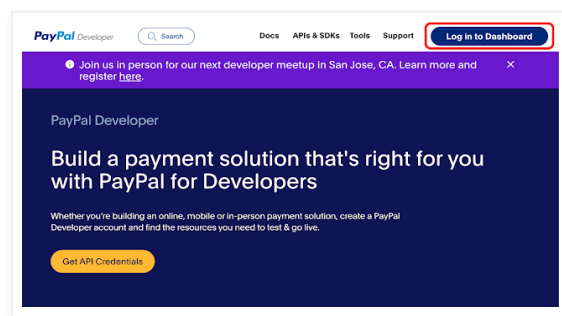 PayPal Developer
Search
Docs APIs & SDKs Tools Support
Log in to Dashboard
Join us in person for our next developer meetup in San Jose, CA. Learn more and
register here.
PayPal Developer
Build a payment solution that's right for you
with PayPal for Developers
Whether you're building an online, mobile or in-person payment solution, create a PayPal
Developer account and find the resources you need to test & go live.
Get API Credentials